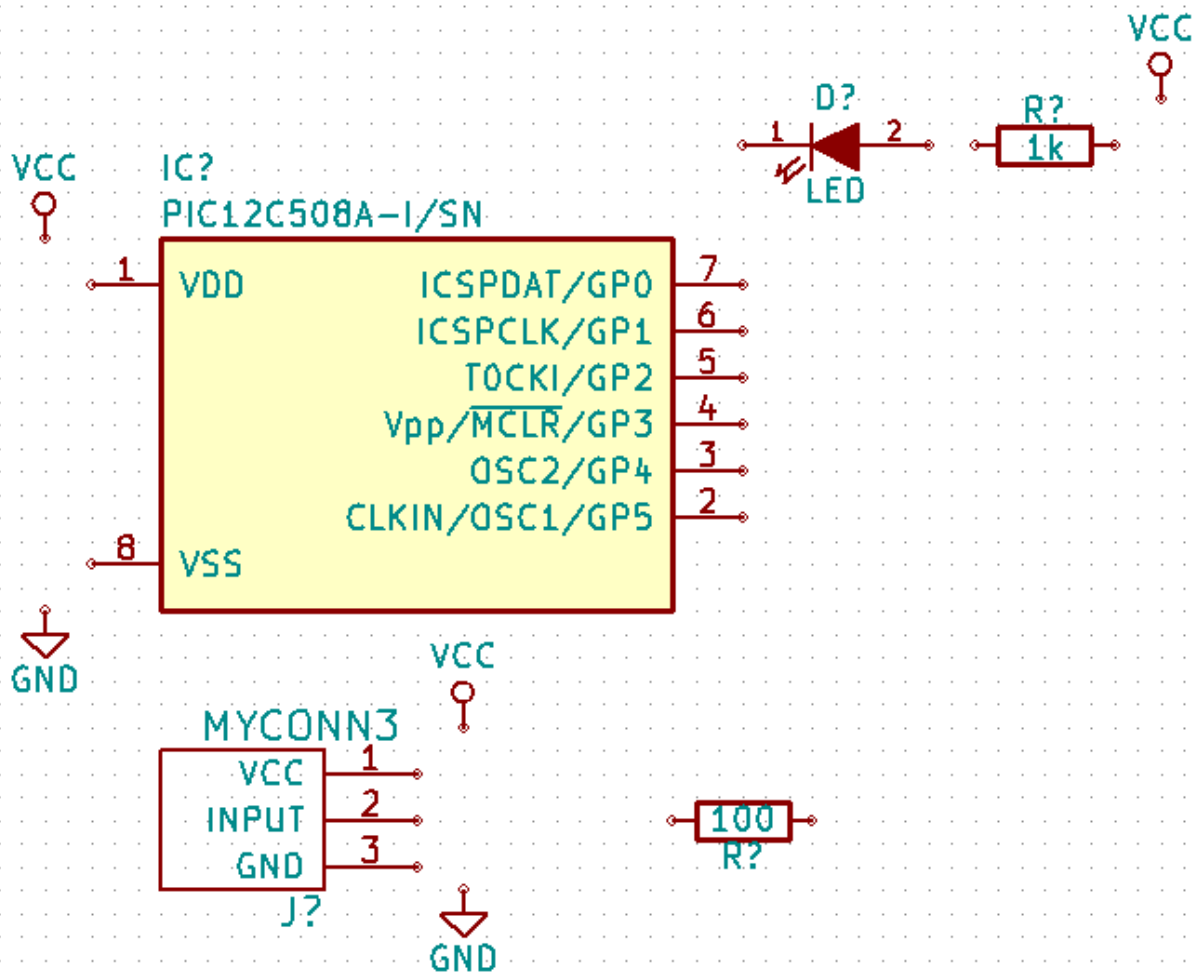 VCC
D?
R?
1
2
1k
LED
VCC
IC?
PIC12C508A-I/SN
1
VDD
ICSPDAT/GP0
7
ICSPCLK/GP1
6
T0CKI/GP2
5
Vpp/MCLR/GP3
4
OSC2/GP4
3
CLKIN/OSC1/GP5
2
8
VSS
GND
VCC
MYCONN3
VCC
1
INPUT
2
GND
3
J?
GND
100
R?